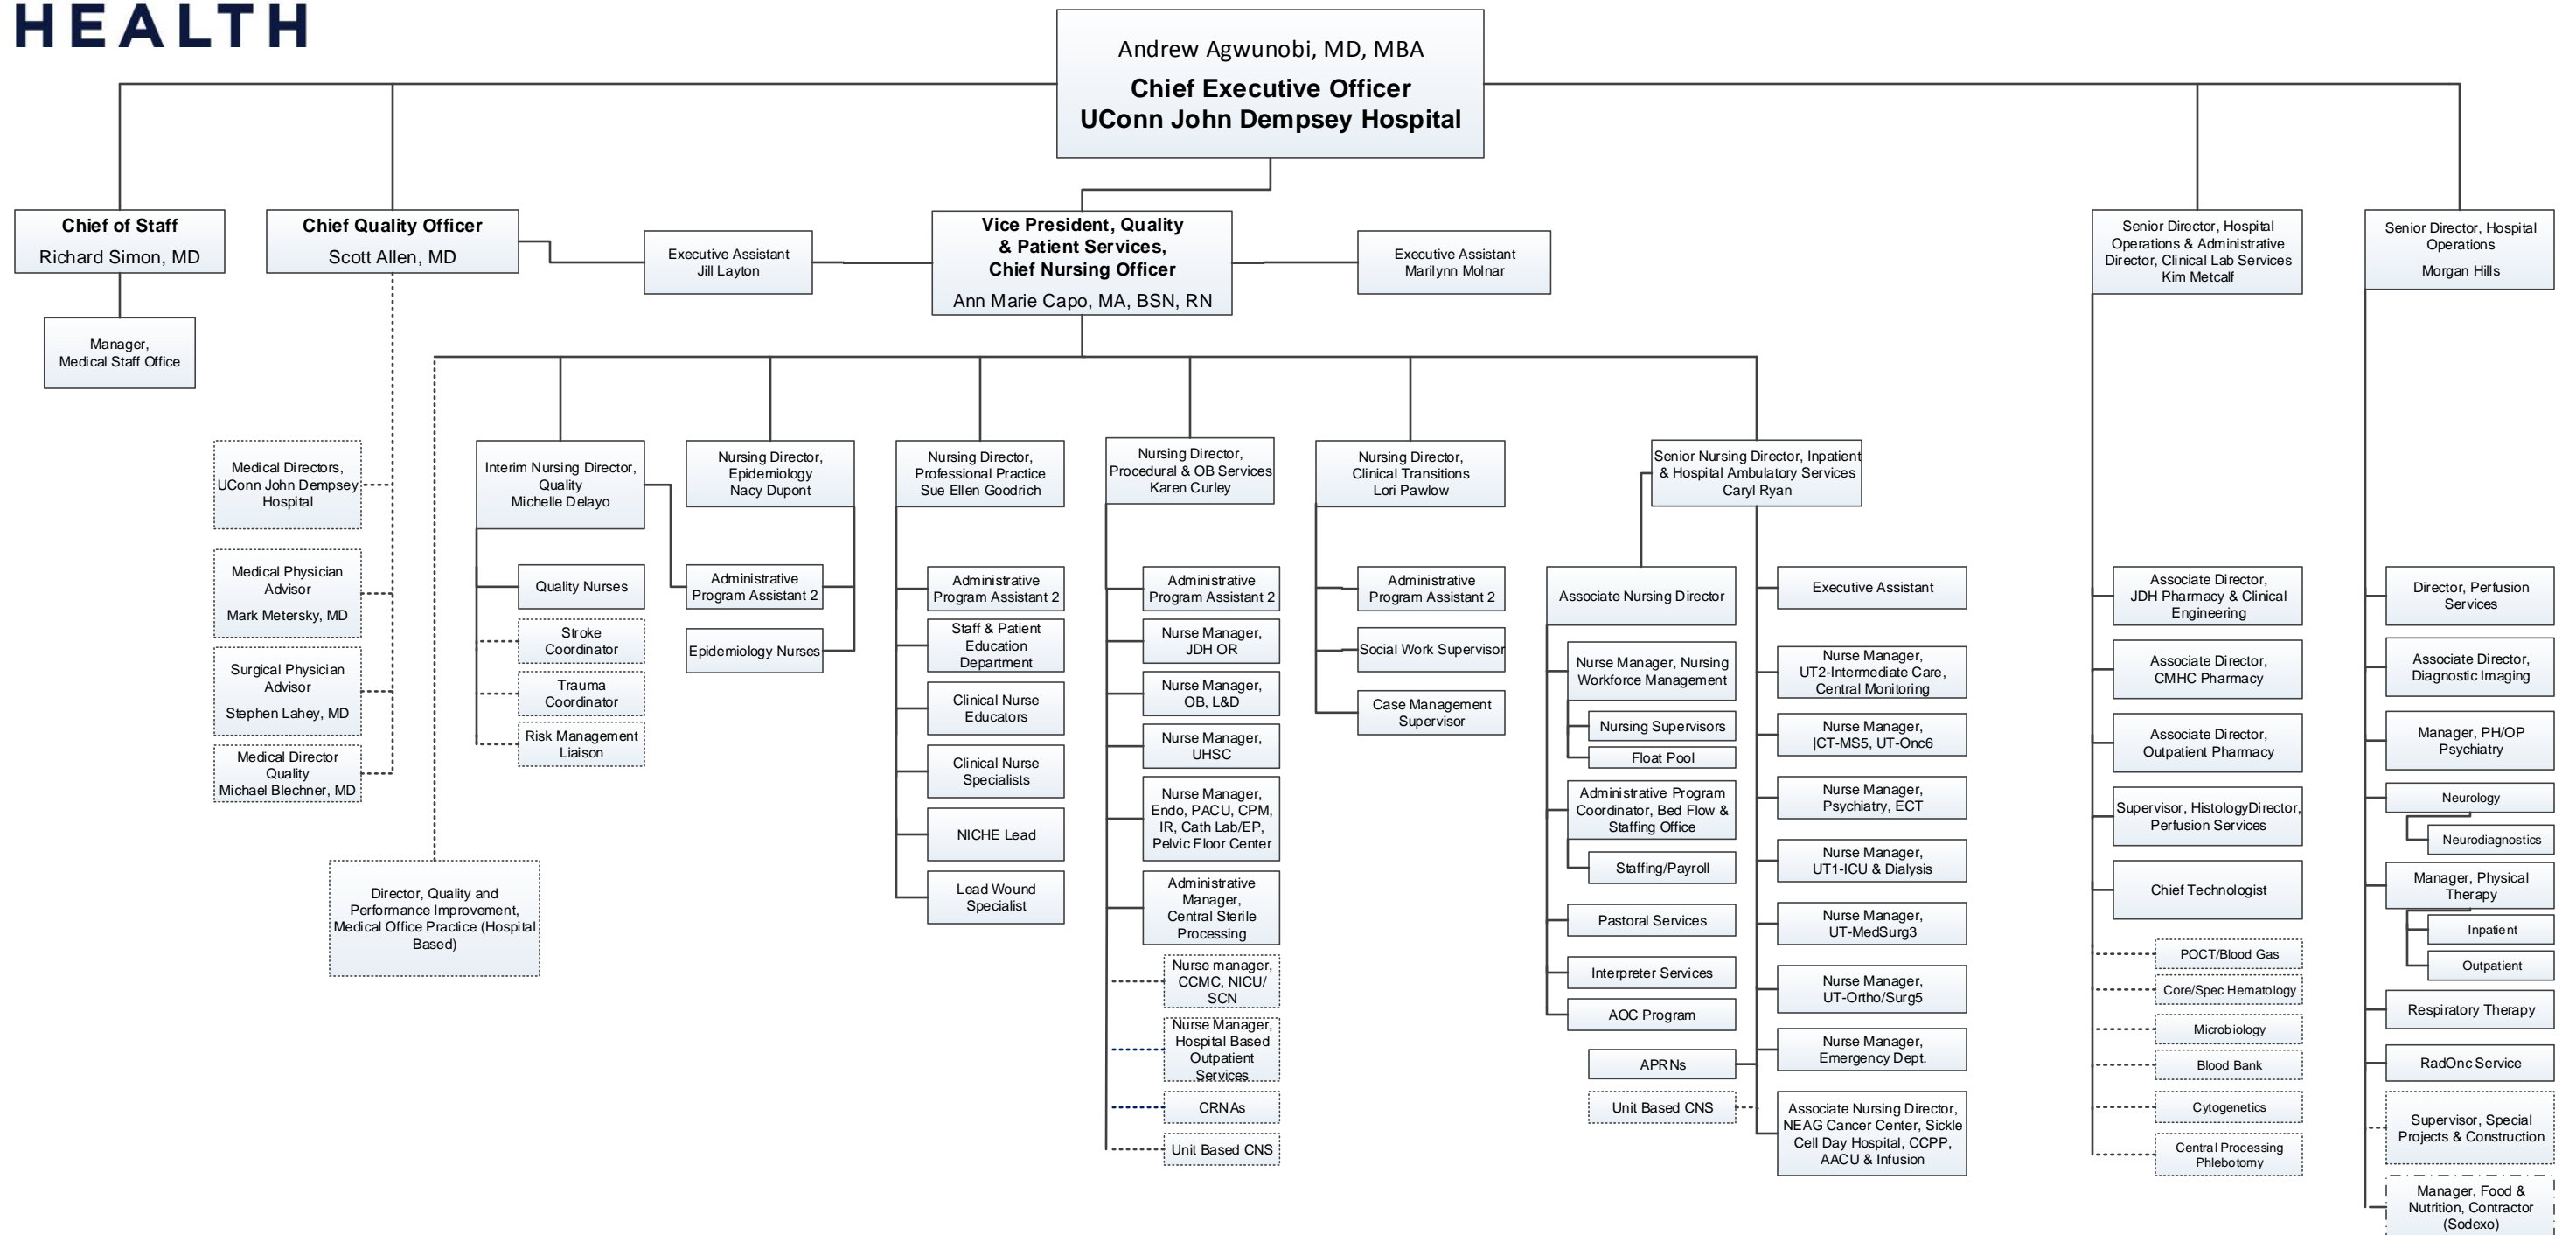 HEALTH
Andrew Agwunobi, MD, MBA
Chief Executive Officer
UConn John Dempsey Hospital
Chief of Staff
Richard Simon, MD
Manager,
Medical Staff Office
Chief Quality Officer
Scott Allen, MD
Executive Assistant
Jill Layton
Vice President, Quality
& Patient Services,
Chief Nursing Officer
Ann Marie Capo, MA, BSN, RN
Executive Assistant
Marilynn Molnar
Senior Director, Hospital
Operations & Administrative
Director, Clinical Lab Services
Kim Metcalf
Senior Director, Hospital
Operations
Morgan Hills
Medical Directors,
UConn John Dempsey
Hospital
Medical Physician
Advisor
Mark Metersky, MD
Surgical Physician
Advisor
Stephen Lahey, MD
Medical Director
Quality
Michael Blechner, MD
Director, Quality and
Performance Improvement,
Medical Office Practice (Hospital
Based)
Interim Nursing Director,
Quality
Michelle Delayo
Quality Nurses
Stroke
Coordinator
Trauma
Coordinator
Risk Management
Liaison
Nursing Director,
Epidemiology
Nacy Dupont
Administrative
Program Assistant 2
Epidemiology Nurses
Nursing Director,
Professional Practice
Sue Ellen Goodrich
Administrative
Program Assistant 2
Staff & Patient
Education
Department
Clinical Nurse
Educators
Clinical Nurse
Specialists
NICHE Lead
Lead Wound
Specialist
Nursing Director,
Procedural & OB Services
Karen Curley
Administrative
Program Assistant 2
Nurse Manager,
JDH OR
Nurse Manager,
OB, L&D
Nurse Manager,
UHSC
Nurse Manager,
Endo, PACU, CPM,
IR, Cath Lab/EP,
Pelvic Floor Center
Administrative
Manager,
Central Sterile
Processing
Nurse manager,
CCMC, NICU/
SCN
Nurse Manager,
Hospital Based
Outpatient
Services
CRNAs
Unit Based CNS
Nursing Director,
Clinical Transitions
Lori Pawlow
Administrative
Program Assistant 2
Social Work Supervisor
Case Management
Supervisor
Senior Nursing Director, Inpatient
& Hospital Ambulatory Services
Caryl Ryan
Associate Nursing Director
Nurse Manager, Nursing
Workforce Management
Nursing Supervisors
Float Pool
Administrative Program
Coordinator, Bed Flow &
Staffing Office
Staffing/Payroll
Pastoral Services
Interpreter Services
AOC Program
APRNs
Unit Based CNS
Executive Assistant
Nurse Manager,
UT2-Intermediate Care,
Central Monitoring
Nurse Manager,
|CT-MS5, UT-Onc6
Nurse Manager,
Psychiatry, ECT
Nurse Manager,
UT1-ICU & Dialysis
Nurse Manager,
UT-MedSurg3
Nurse Manager,
UT-Ortho/Surg5
Nurse Manager,
Emergency Dept.
Associate Nursing Director,
NEAG Cancer Center, Sickle
Cell Day Hospital, CCPP,
AACU & Infusion
Associate Director,
JDH Pharmacy & Clinical
Engineering
Associate Director,
CMHC Pharmacy
Associate Director,
Outpatient Pharmacy
Supervisor, HistologyDirector,
Perfusion Services
Chief Technologist
POCT/Blood Gas
Core/Spec Hematology
Microbiology
Blood Bank
Cytogenetics
Central Processing
Phlebotomy
Director, Perfusion
Services
Associate Director,
Diagnostic Imaging
Manager, PH/OP
Psychiatry
Neurology
Neurodiagnostics
Manager, Physical
Therapy
Inpatient
Outpatient
Respiratory Therapy
RadOnc Service
Supervisor, Special
Projects & Construction
Manager, Food &
Nutrition, Contractor
(Sodexo)